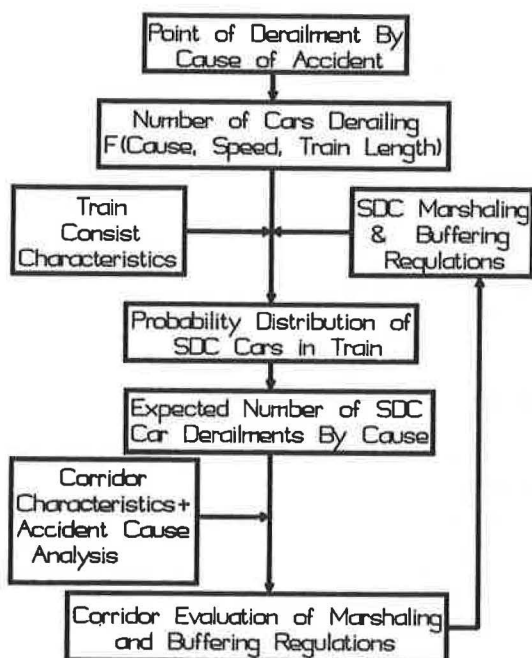 Point of Derailment By
Cause of Accident
Number of Cars Derailing
F(Cause, Speed, Train Length)
Train
Consist
Characteristics
SDC Marshaling
& Buffering
Regulations
Probability Distribution of
SDC Cars in Train
Expected Number of SDC
Car Derailments By Cause
Corridor
Characteristics+
Accident Cause
Analysis
Corridor Evaluation of Marshaling
and Buffering Regulations